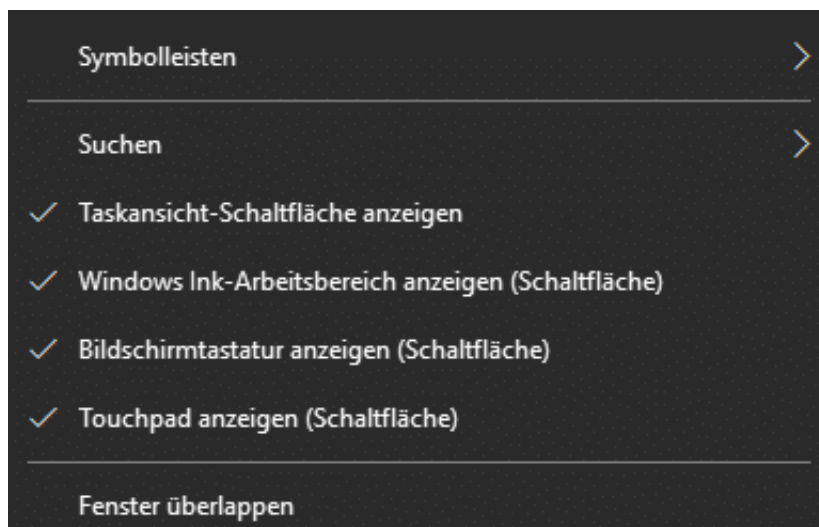 Symbolleisten
Suchen
Taskansicht-Schaltfläche anzeigen
Windows Ink-Arbeitsbereich anzeigen (Schaltfläche)
Bildschirmtastatur anzeigen (Schaltfläche)
Touchpad anzeigen (Schaltfläche)
Fenster überlappen